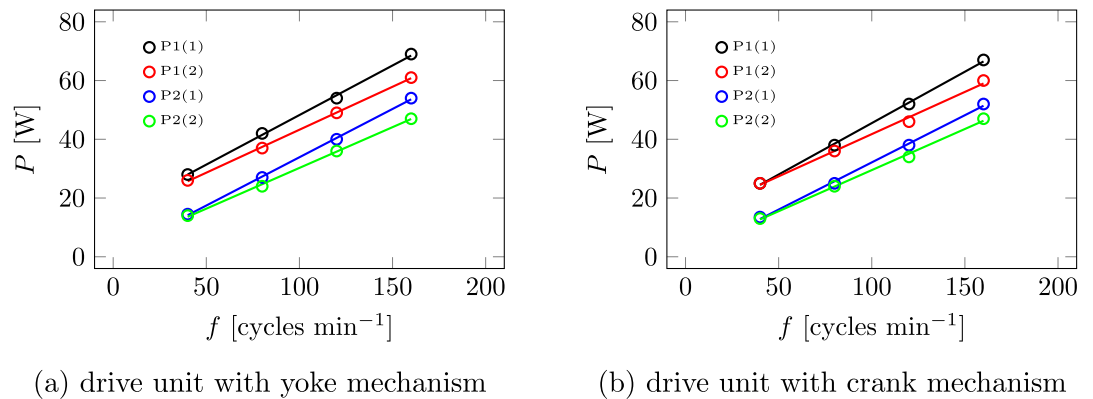 80
60
40
20
0
P [W]
P1(1)
P1(2)
P2(1)
P2(2)
0 50 100 150 200
f [cycles min⁻¹]
(a) drive unit with yoke mechanism
80
60
40
20
0
P [W]
P1(1)
P1(2)
P2(1)
P2(2)
0 50 100 150 200
f [cycles min⁻¹]
(b) drive unit with crank mechanism